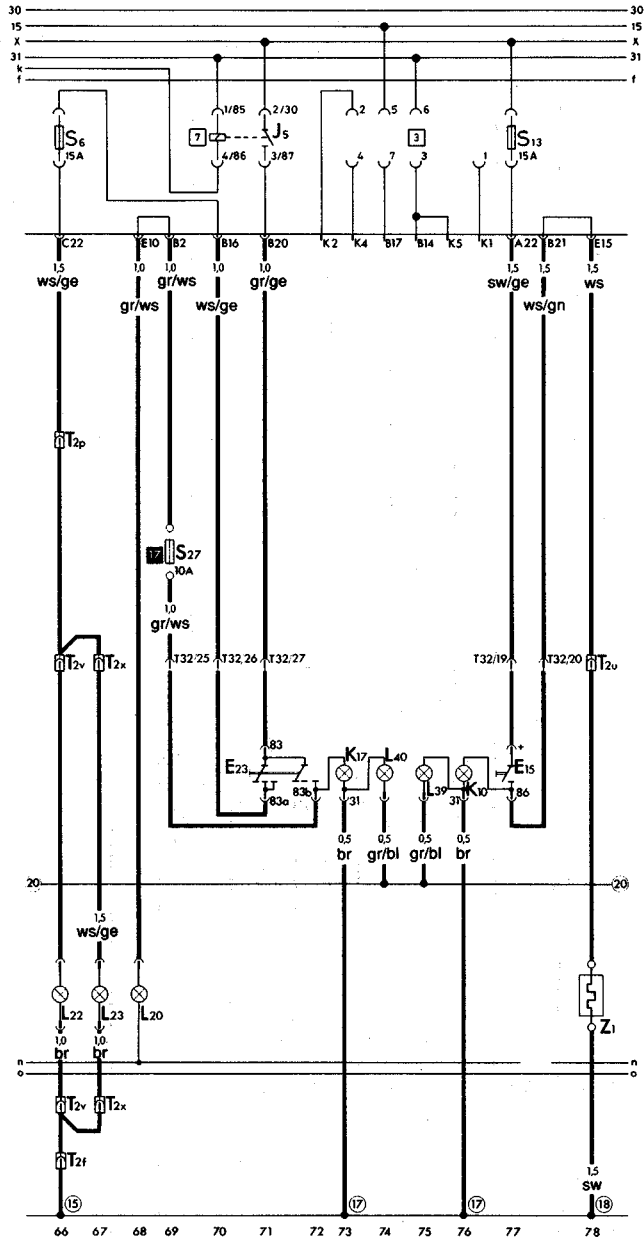 30 30
15 15
X X
31 31
k
f f
1/85 2/30 2 5 6
S6 7 J5 3 S13
15A 4/86 3/87 4 7 3 1 15A
C22 E10 B2 B16 B20 K2 K4 B17 B14 K5 K1 A22 B21 E15
1,5 1,0 1,0 1,0 1,0 1,5 1,5 1,5
ws/ge gr/ws gr/ws ws/ge gr/ge sw/ge ws/gn ws
T2p
17 S27
10A
1,0
gr/ws
T2v T2x T32/25 T32,26 T32/27 T32/19 T32,20 T2u
83 +
E23 K17 L40 E15
83a 83b 31 L39 31 K10 86
0,5 0,5 0,5 0,5
br gr/bl gr/bl br
20 20
1,5
ws/ge
L22 L23 L20 Z1
1,0 1,0
br br
n n
o o
T2v T2x
T2f
1,5
sw
15 17 17 18
66 67 68 69 70 71 72 73 74 75 76 77 78